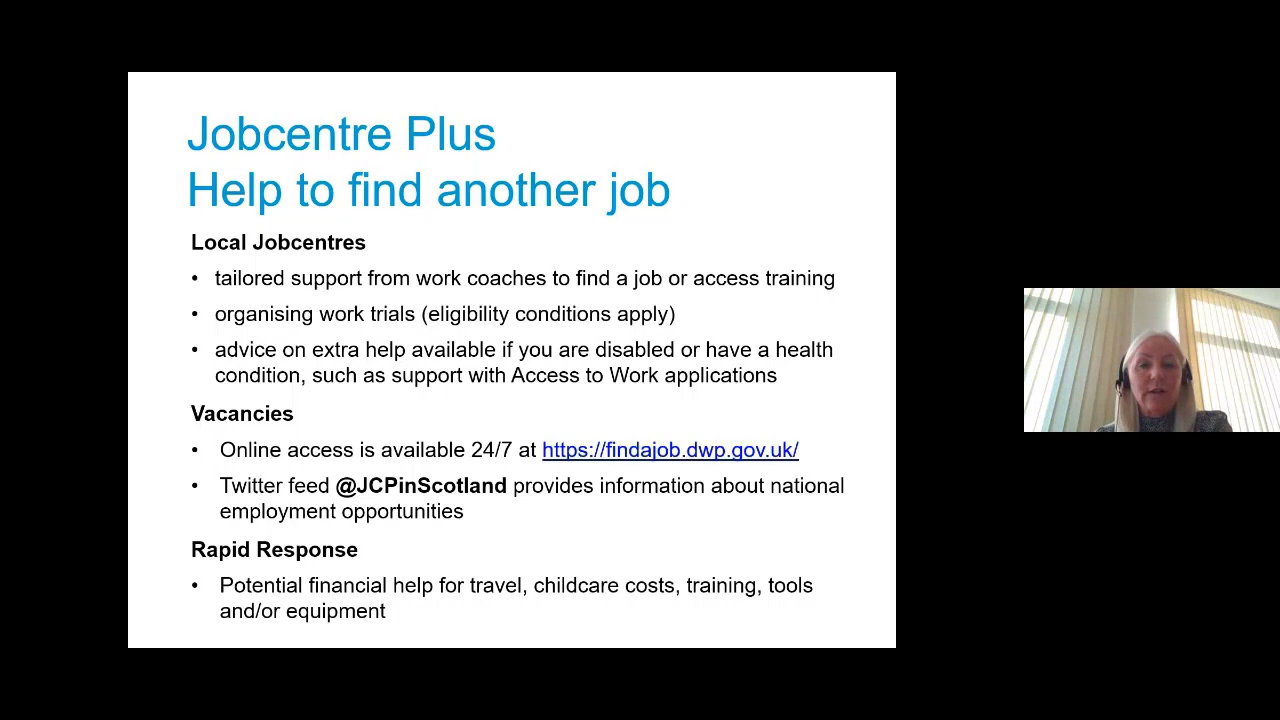 Jobcentre Plus
Help to find another job
Local Jobcentres
• tailored support from work coaches to find a job or access training
• organising work trials (eligibility conditions apply)
• advice on extra help available if you are disabled or have a health
condition, such as support with Access to Work applications
Vacancies
• Online access is available 24/7 at https://findajob.dwp.gov.uk/
• Twitter feed @JCPinScotland provides information about national
employment opportunities
Rapid Response
• Potential financial help for travel, childcare costs, training, tools
and/or equipment